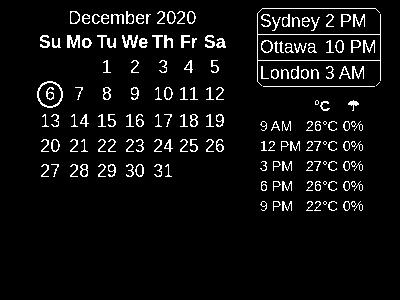 December 2020
Su Mo Tu We Th Fr Sa
1 2 3 4 5
6 7 8 9 10 11 12
13 14 15 16 17 18 19
20 21 22 23 24 25 26
27 28 29 30 31
Sydney 2 PM
Ottawa 10 PM
London 3 AM
°C ☂
9 AM 26°C 0%
12 PM 27°C 0%
3 PM 27°C 0%
6 PM 26°C 0%
9 PM 22°C 0%